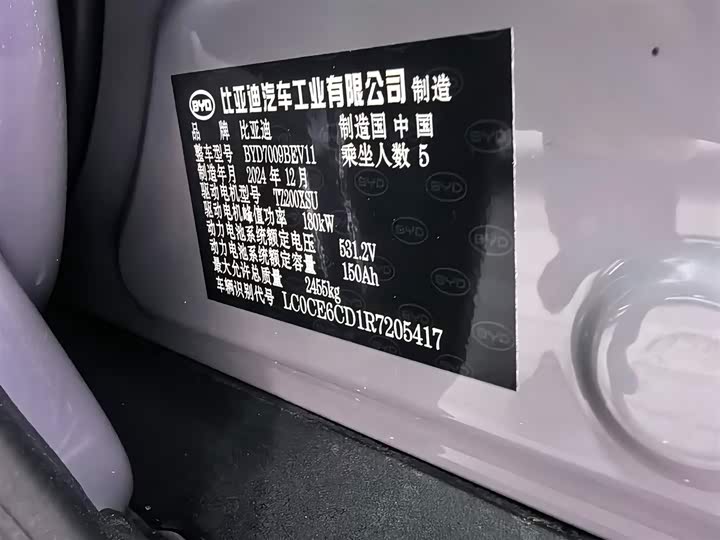 BYD 比亚迪汽车工业有限公司 制造
品 牌 比亚迪 制造国 中国
整车型号 BYD7009BEV11 乘坐人数 5
制造年月 2024 年 12 月
驱动电机型号 TZ200XSU
驱动电机峰值功率 180kW
动力电池系统额定电压 531.2V
动力电池系统额定容量 150Ah
最大允许总质量 2455kg
车辆识别代号 LC0CE6CD1R7205417